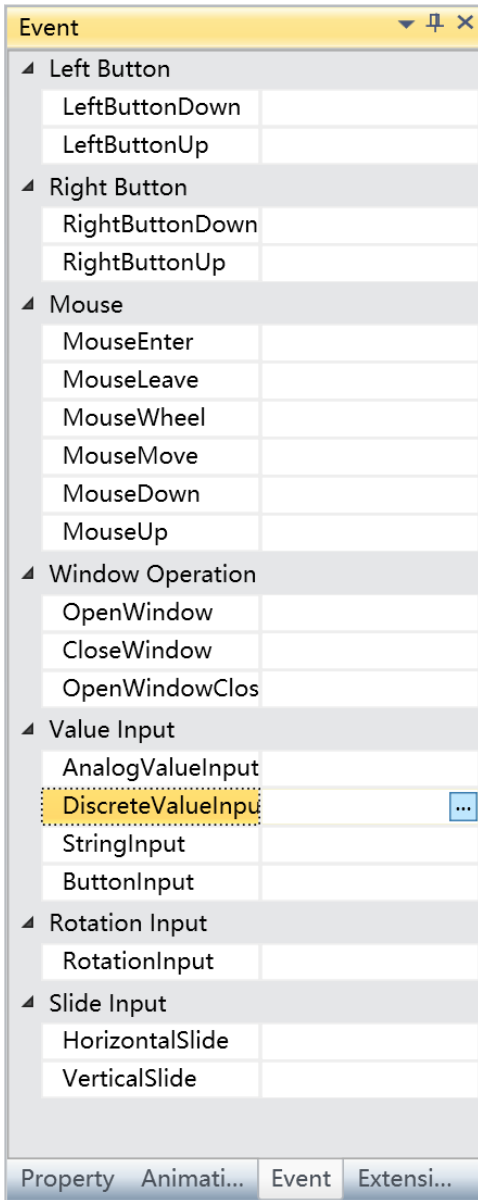 Event
Left Button
LeftButtonDown
LeftButtonUp
Right Button
RightButtonDown
RightButtonUp
Mouse
MouseEnter
MouseLeave
MouseWheel
MouseMove
MouseDown
MouseUp
Window Operation
OpenWindow
CloseWindow
OpenWindowClos
Value Input
AnalogValueInput
DiscreteValueInpu ...
StringInput
ButtonInput
Rotation Input
RotationInput
Slide Input
HorizontalSlide
VerticalSlide
Property Animati... Event Extensi...